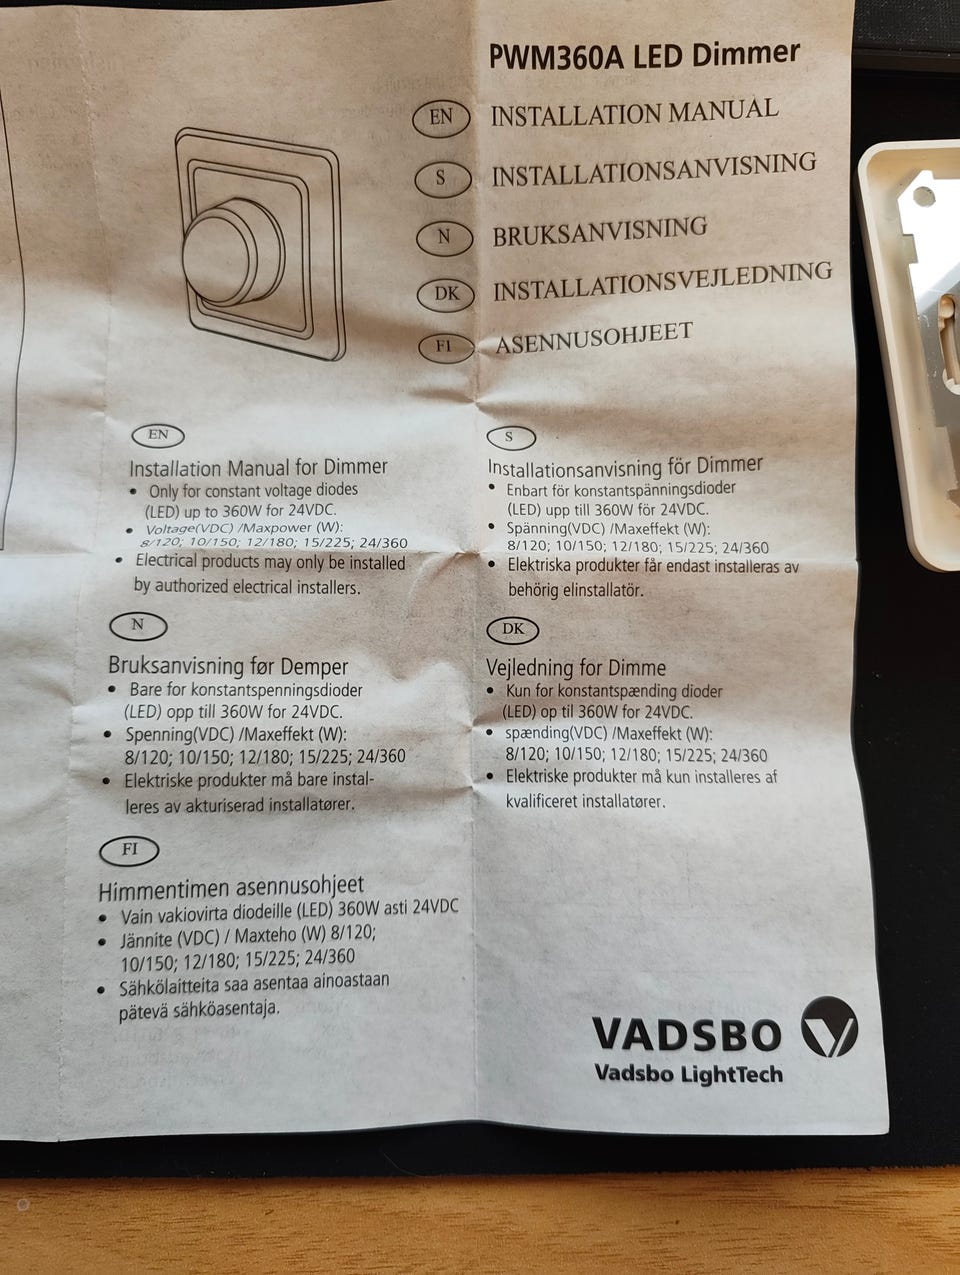 PWM360A LED Dimmer
EN INSTALLATION MANUAL
S INSTALLATIONSANVISNING
N BRUKSANVISNING
DK INSTALLATIONSVEJLEDNING
FI ASENNUSOHJEET
EN
Installation Manual for Dimmer
• Only for constant voltage diodes
(LED) up to 360W for 24VDC.
• Voltage(VDC) /Maxpower (W):
8/120; 10/150; 12/180; 15/225; 24/360
• Electrical products may only be installed
by authorized electrical installers.
S
Installationsanvisning för Dimmer
• Enbart för konstantspänningsdioder
(LED) upp till 360W för 24VDC.
• Spänning(VDC) /Maxeffekt (W):
8/120; 10/150; 12/180; 15/225; 24/360
• Elektriska produkter får endast installeras av
behörig elinstallatör.
N
Bruksanvisning før Demper
• Bare for konstantspenningsdioder
(LED) opp till 360W for 24VDC.
• Spenning(VDC) /Maxeffekt (W):
8/120; 10/150; 12/180; 15/225; 24/360
• Elektriske produkter må bare instal-
leres av akturiserad installatører.
DK
Vejledning for Dimme
• Kun for konstantspænding dioder
(LED) op til 360W for 24VDC.
• spænding(VDC) /Maxeffekt (W):
8/120; 10/150; 12/180; 15/225; 24/360
• Elektriske produkter må kun installeres af
kvalificeret installatører.
FI
Himmentimen asennusohjeet
• Vain vakiovirta diodeille (LED) 360W asti 24VDC
• Jännite (VDC) / Maxteho (W) 8/120;
10/150; 12/180; 15/225; 24/360
• Sähkölaitteita saa asentaa ainoastaan
pätevä sähköasentaja.
VADSBO
Vadsbo LightTech